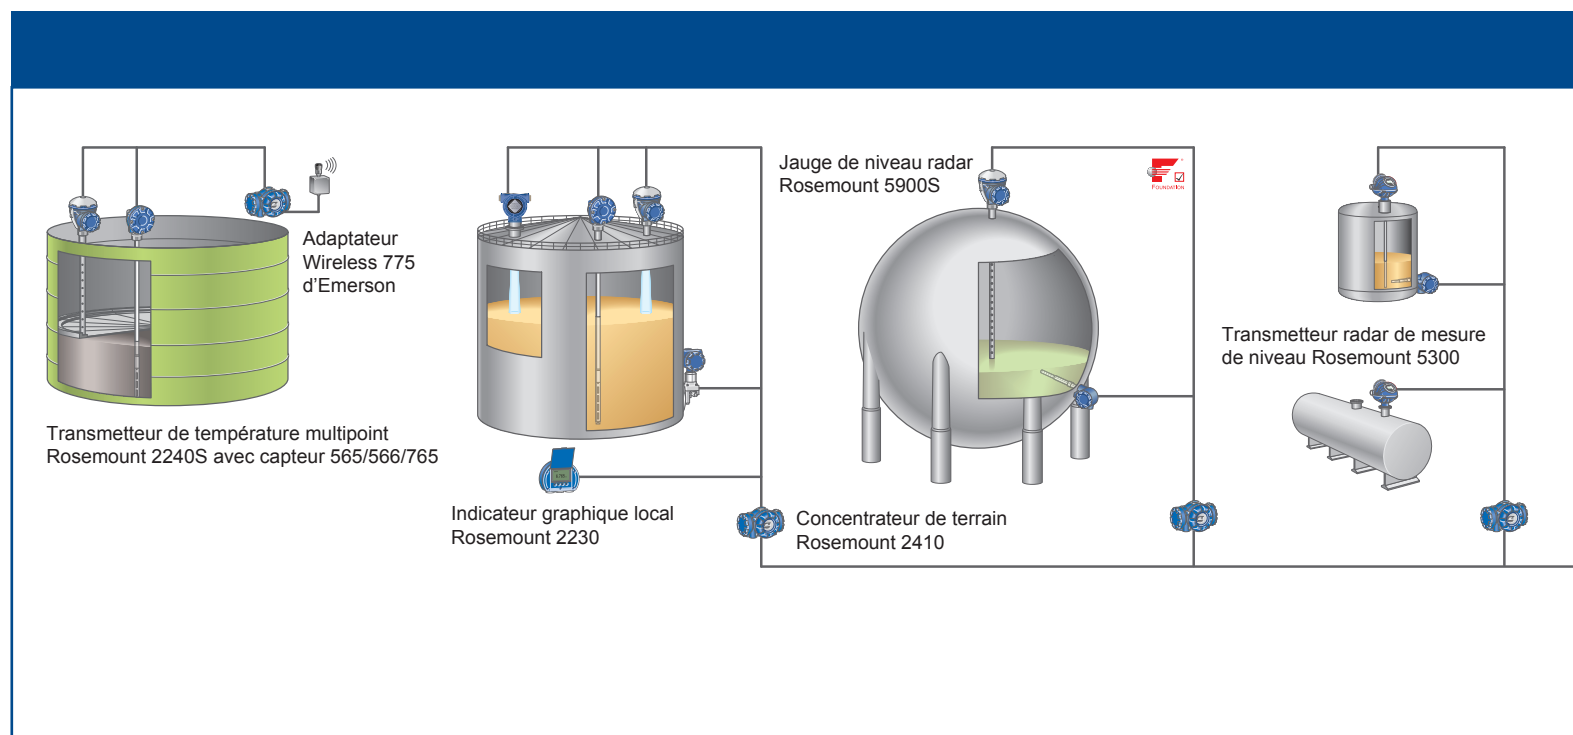 Adaptateur
Wireless 775
d’Emerson
Transmetteur de température multipoint
Rosemount 2240S avec capteur 565/566/765
Indicateur graphique local
Rosemount 2230
Jauge de niveau radar
Rosemount 5900S
FOUNDATION
Concentrateur de terrain
Rosemount 2410
Transmetteur radar de mesure
de niveau Rosemount 5300